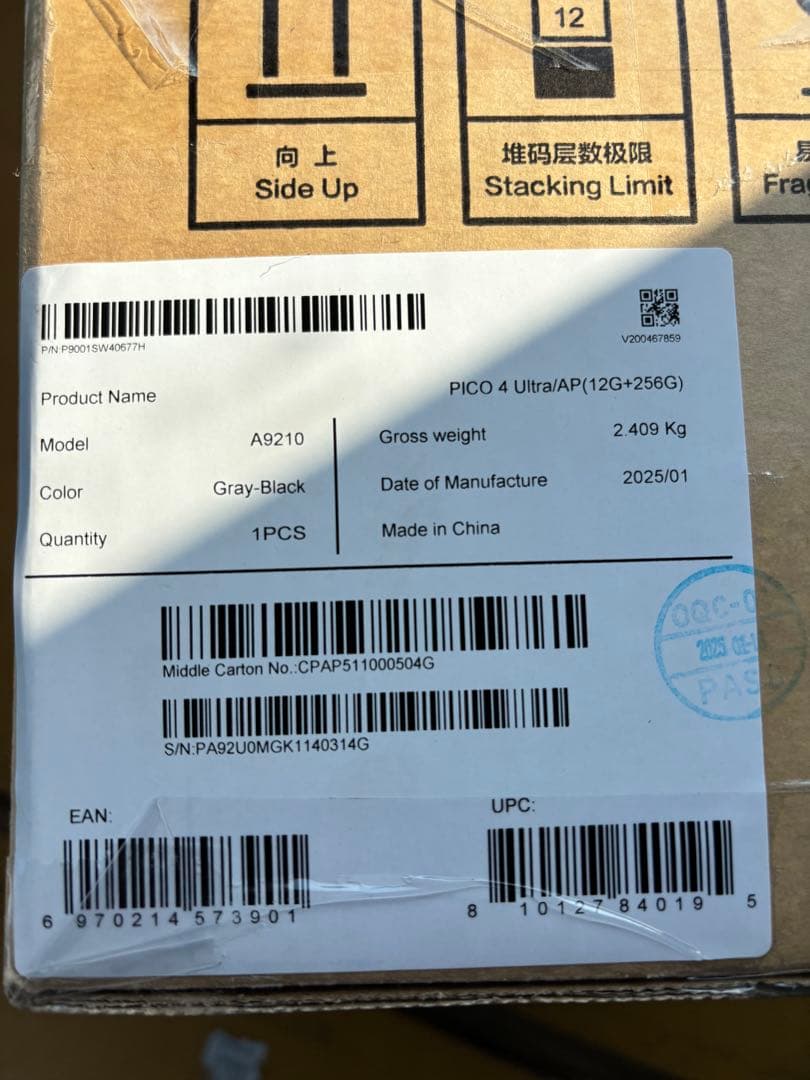 12
向上
Side Up
堆码层数极限
Stacking Limit
P/N P9001SW40677H
V200467859
Product Name
PICO 4 Ultra/AP(12G+256G)
Model
A9210
Gross weight
2.409 Kg
Color
Gray-Black
Date of Manufacture
2025/01
Quantity
1PCS
Made in China
Middle Carton No.:CPAP511000504G
S/N:PA92U0MGK1140314G
EAN:
6 970214 573901
UPC:
8 10127 84019 5